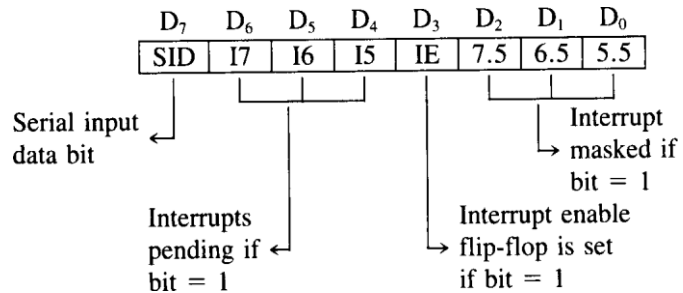 D₇ D₆ D₅ D₄ D₃ D₂ D₁ D₀
SID I7 I6 I5 IE 7.5 6.5 5.5
Serial input
data bit
Interrupt
masked if
bit = 1
Interrupts
pending if
bit = 1
Interrupt enable
flip-flop is set
if bit = 1